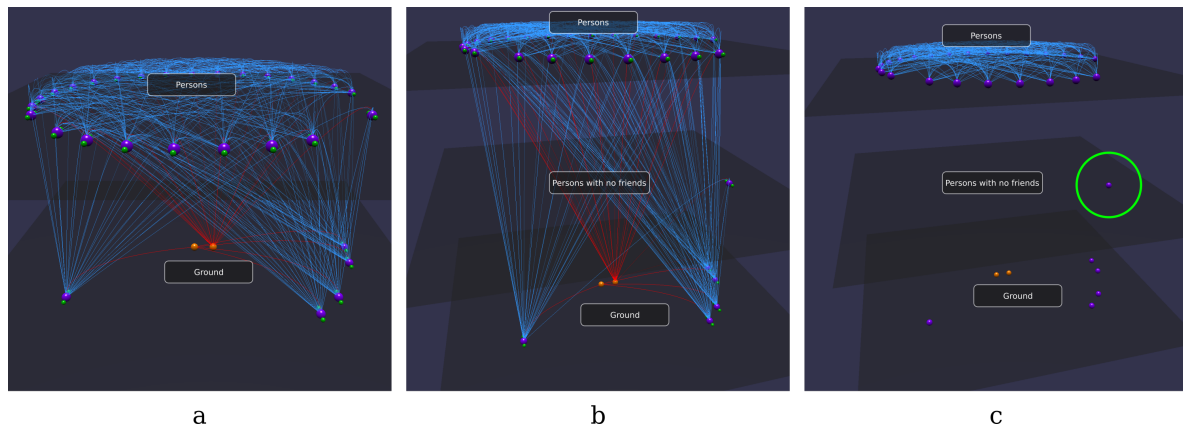 Persons
Ground
a
Persons
Persons with no friends
Ground
b
Persons
Persons with no friends
Ground
c